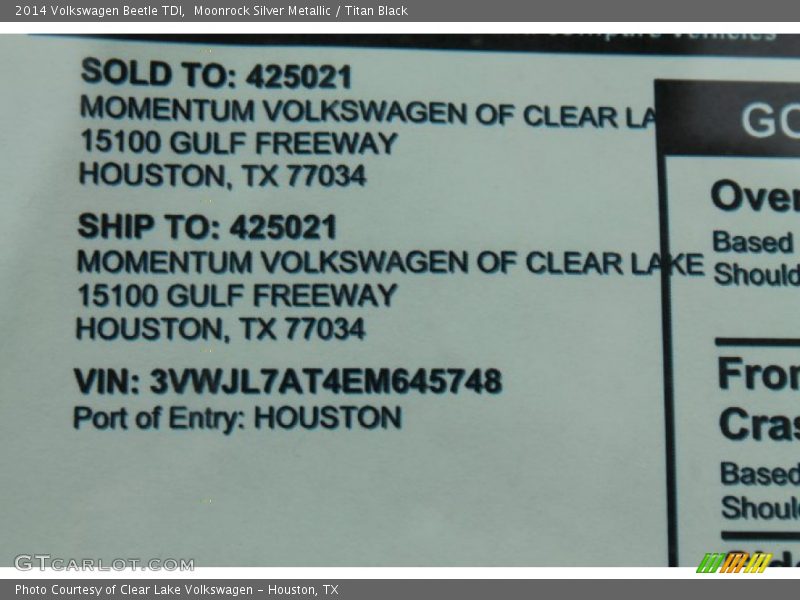 2014 Volkswagen Beetle TDI,  Moonrock Silver Metallic / Titan Black
SOLD TO: 425021
MOMENTUM VOLKSWAGEN OF CLEAR LA
15100 GULF FREEWAY
HOUSTON, TX 77034
SHIP TO: 425021
MOMENTUM VOLKSWAGEN OF CLEAR LAKE
15100 GULF FREEWAY
HOUSTON, TX 77034
VIN: 3VWJL7AT4EM645748
Port of Entry: HOUSTON
GO
Over
Based
Should
Fron
Cras
Based
Should
GTCARLOT.COM
Photo Courtesy of Clear Lake Volkswagen – Houston, TX